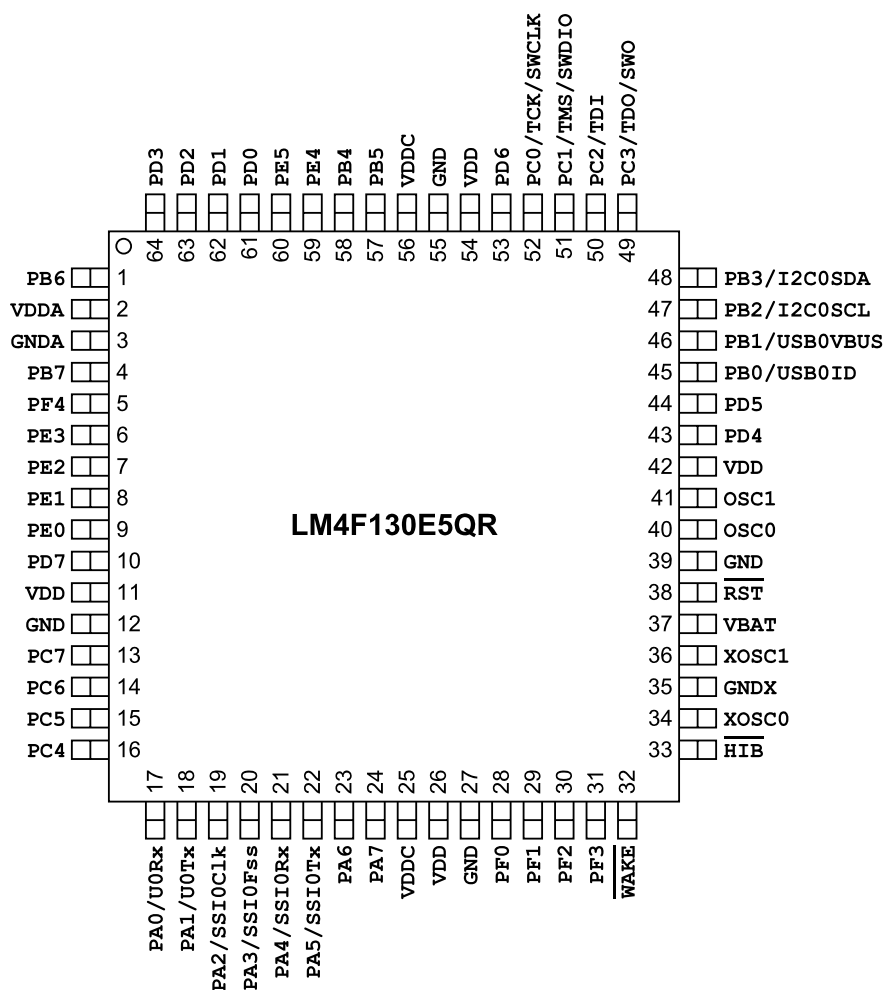 PD3 PD2 PD1 PD0 PE5 PE4 PB4 PB5 VDDC GND VDD PD6 PC0/TCK/SWCLK PC1/TMS/SWDIO PC2/TDI PC3/TDO/SWO
64 63 62 61 60 59 58 57 56 55 54 53 52 51 50 49
PB6 1 48 PB3/I2C0SDA
VDDA 2 47 PB2/I2C0SCL
GNDA 3 46 PB1/USB0VBUS
PB7 4 45 PB0/USB0ID
PF4 5 44 PD5
PE3 6 43 PD4
PE2 7 42 VDD
PE1 8 41 OSC1
LM4F130E5QR
PE0 9 40 OSC0
PD7 10 39 GND
VDD 11 38 RST
GND 12 37 VBAT
PC7 13 36 XOSC1
PC6 14 35 GNDX
PC5 15 34 XOSC0
PC4 16 33 HIB
17 18 19 20 21 22 23 24 25 26 27 28 29 30 31 32
PA0/U0Rx PA1/U0Tx PA2/SSI0Clk PA3/SSI0Fss PA4/SSI0Rx PA5/SSI0Tx PA6 PA7 VDDC VDD GND PF0 PF1 PF2 PF3 WAKE